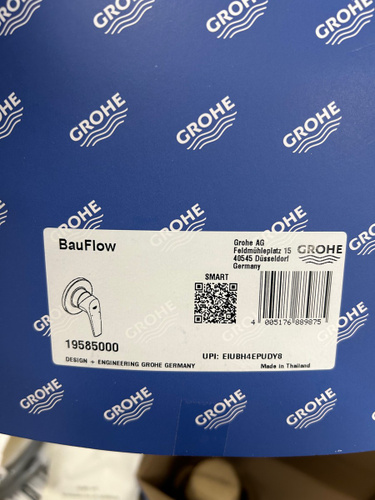 GROHE
GROHE
GROHE
GROHE
GROHE
GROHE
GROHE
GROHE
BauFlow
Grohe AG
Feldmühleplatz 15
40545 Düsseldorf
Germany
GROHE
SMART
4 005176 889875
19585000
DESIGN + ENGINEERING GROHE GERMANY
UPI: EIUBH4EPUDY8
Made in Thailand
GROHE
GROHE
GROHE